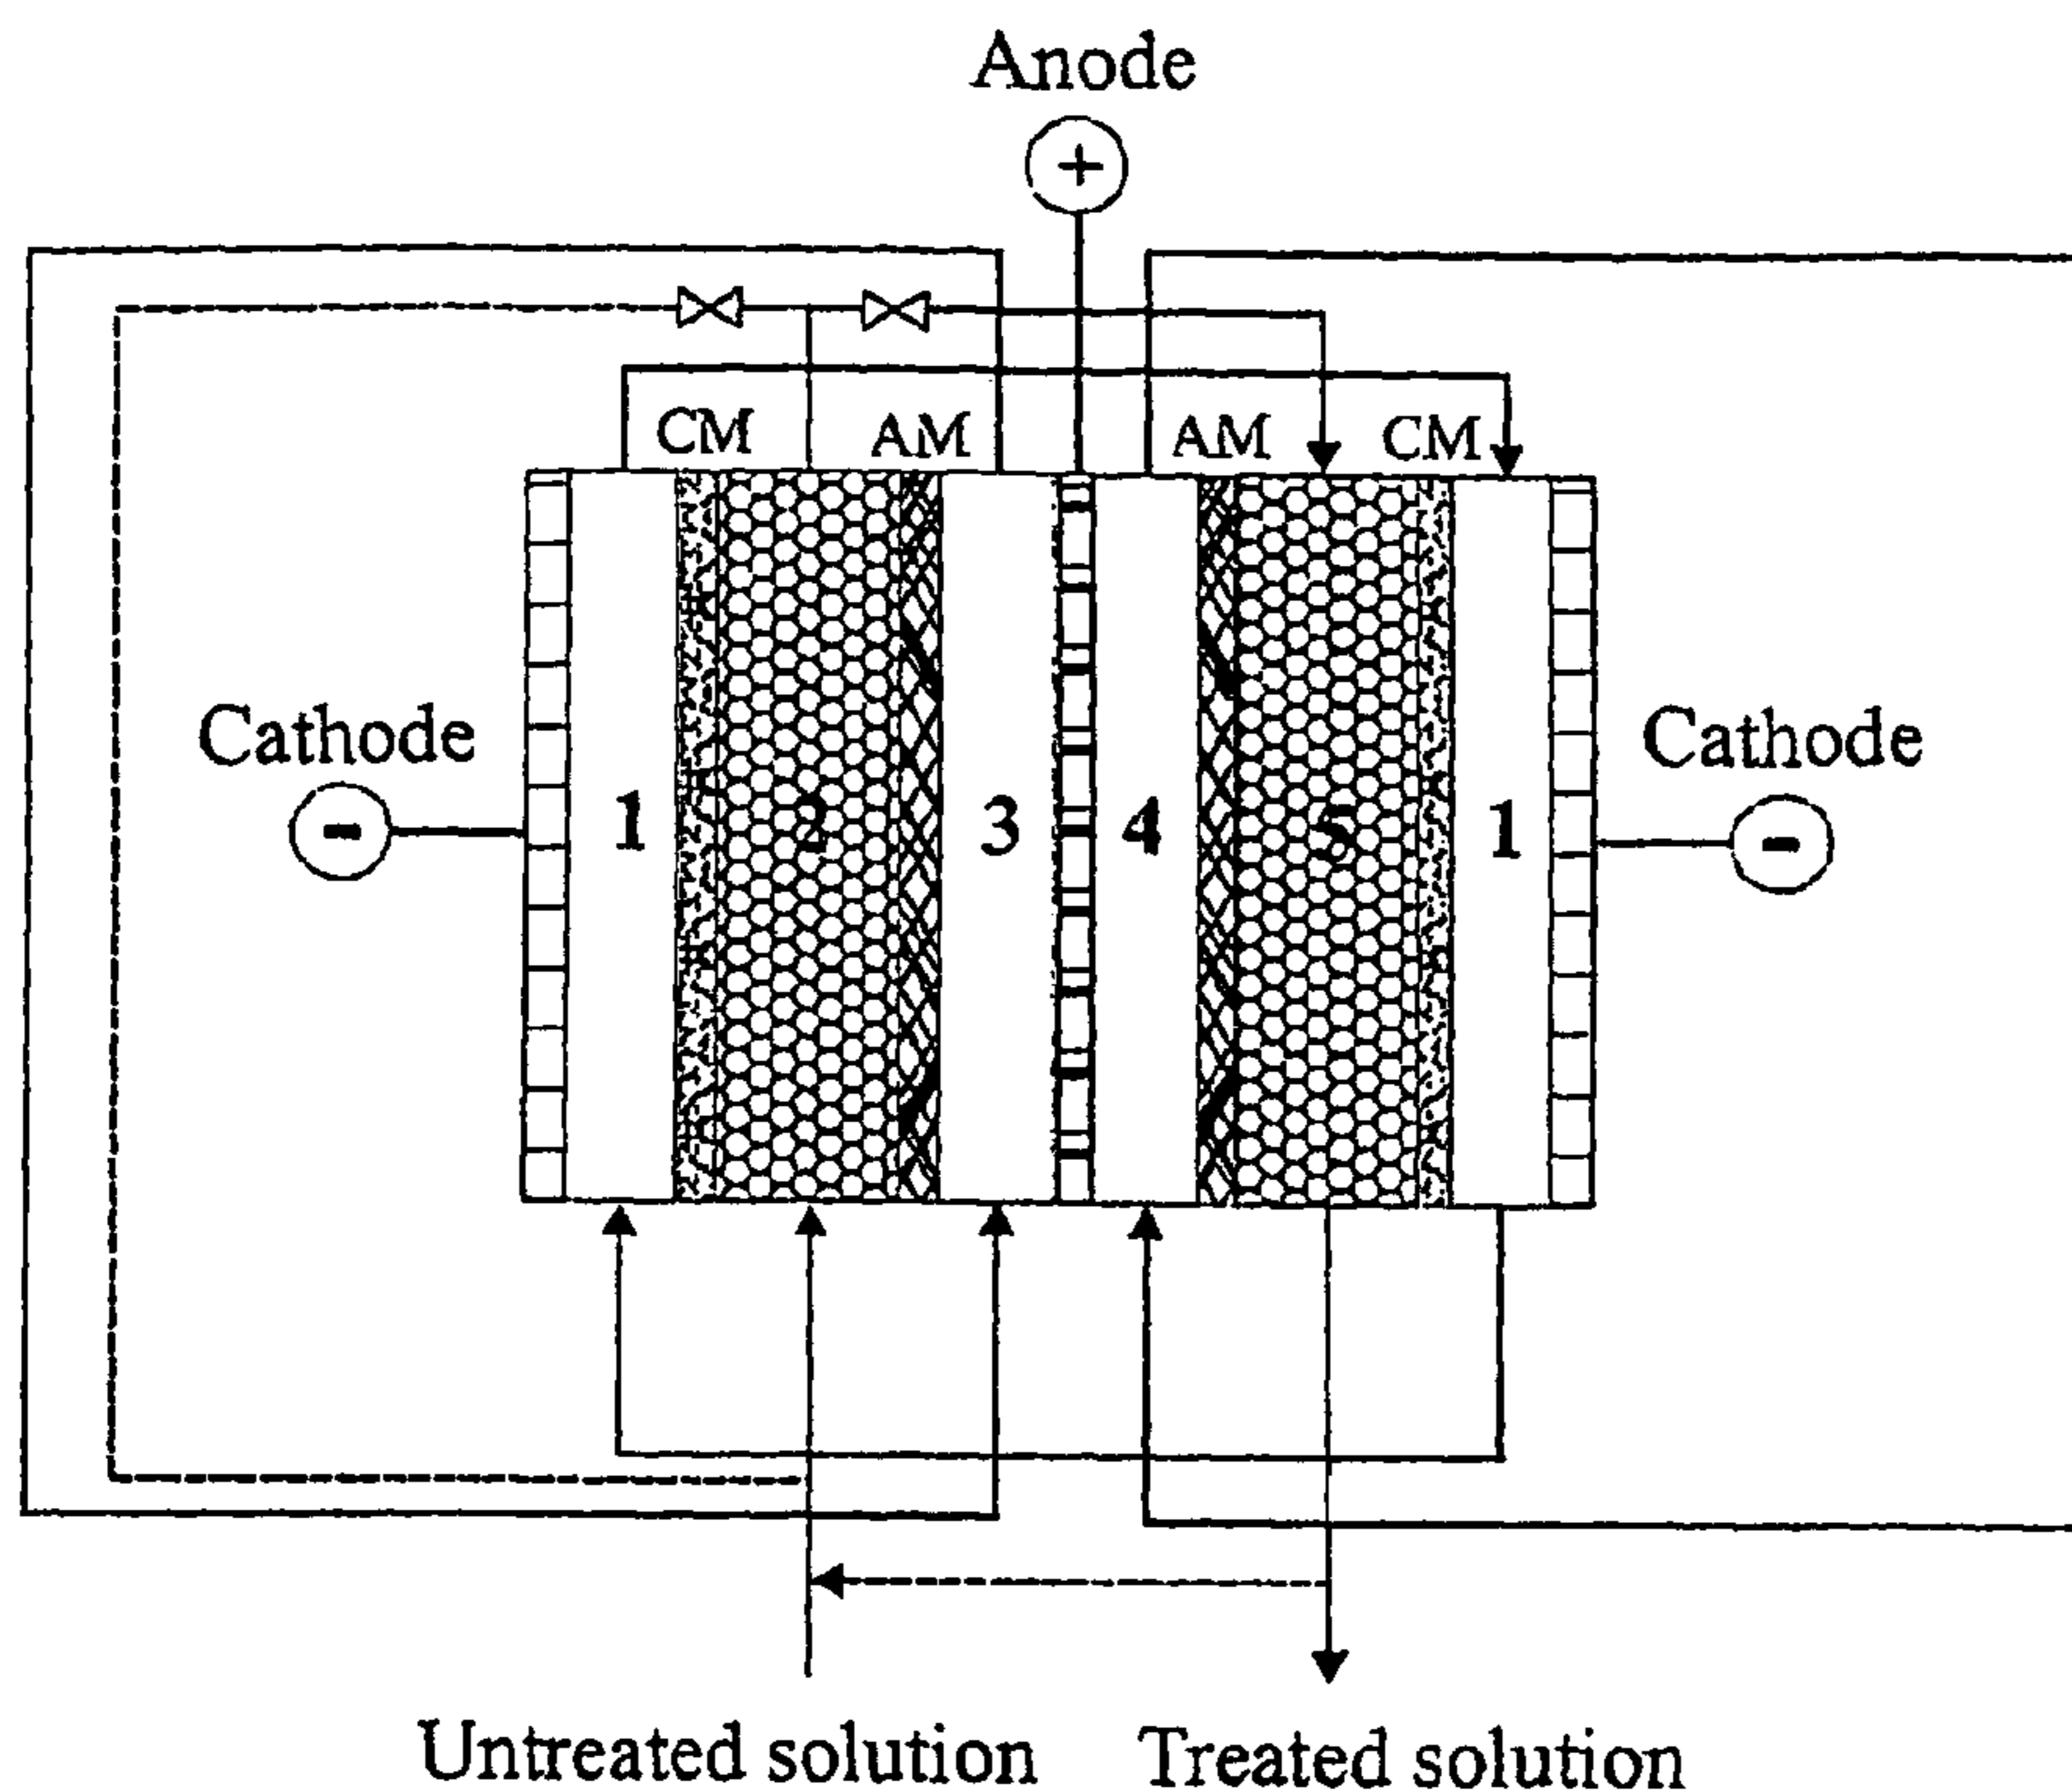 Anode
+
CM AM AM CM
Cathode
Cathode
-
1 2 3 4 5 1
-
Untreated solution Treated solution